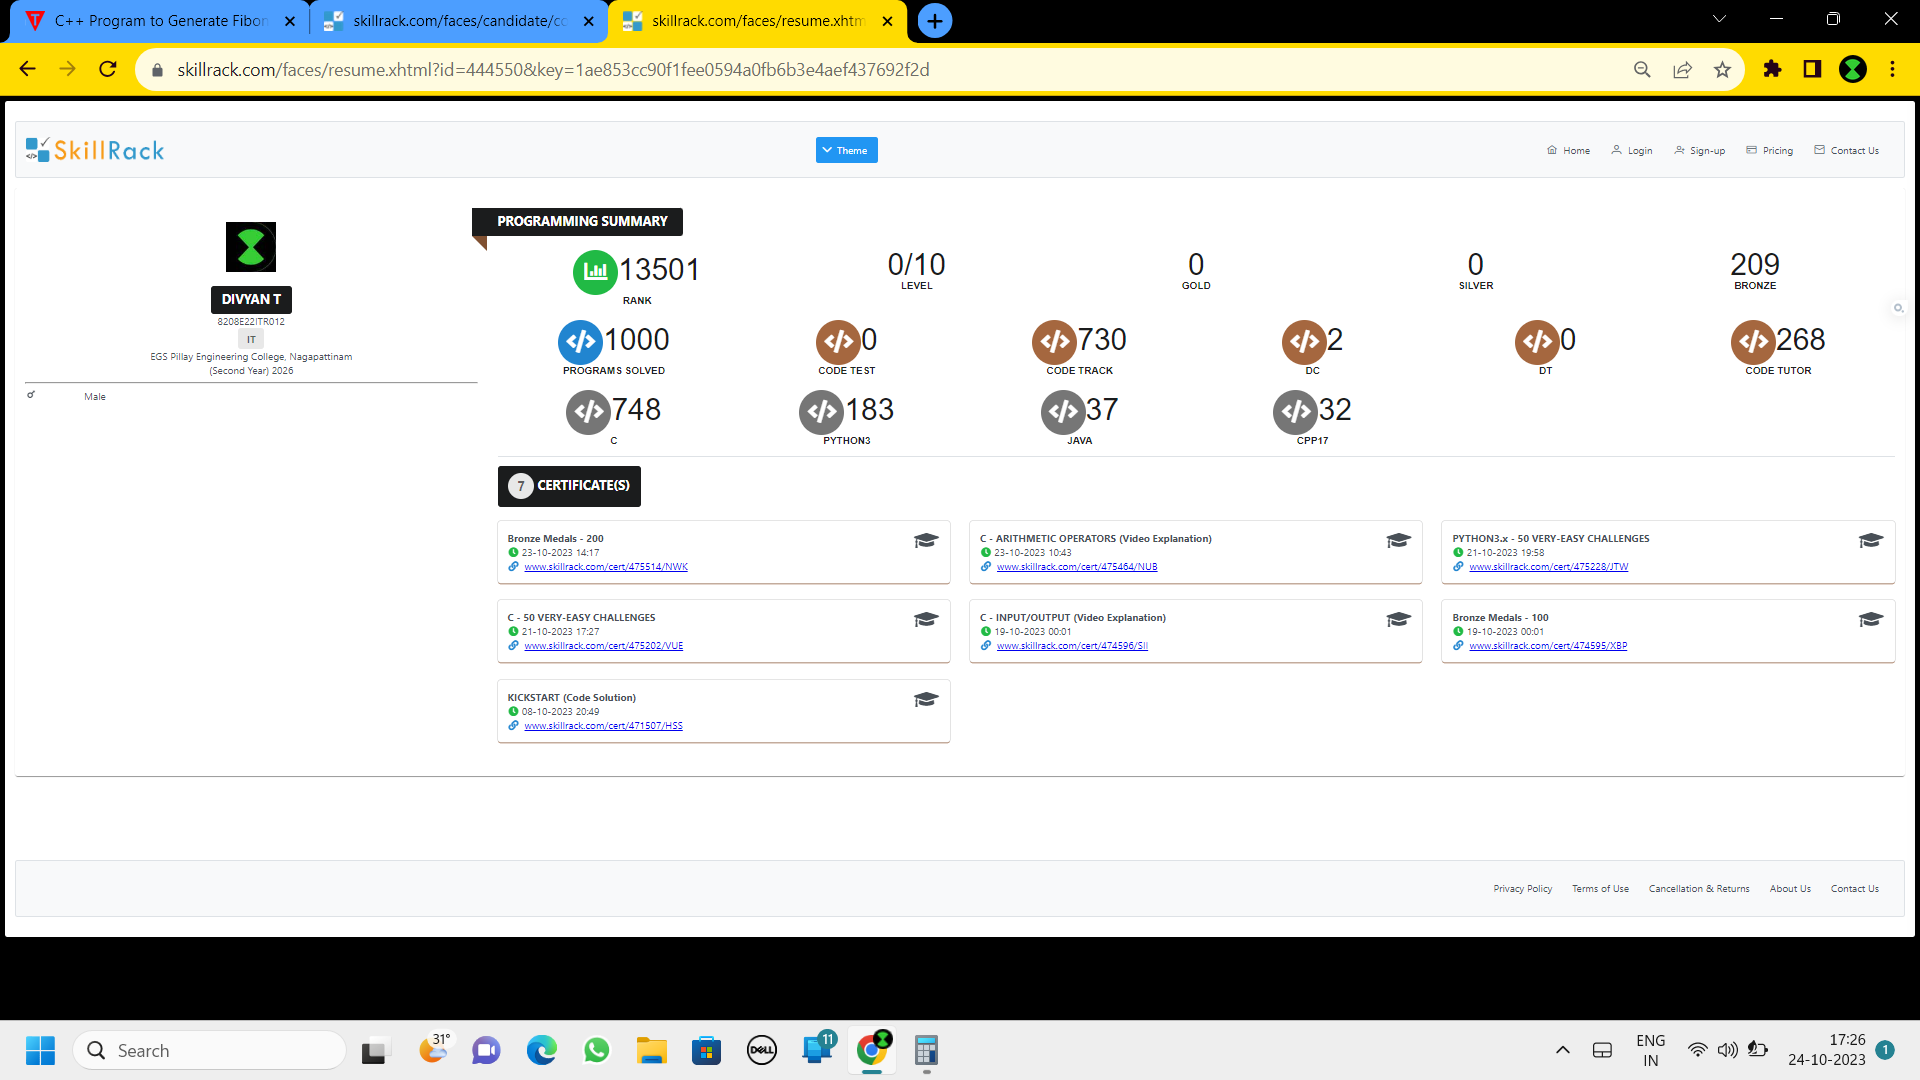 C++ Program to Generate Fibon
skillrack.com/faces/candidate/co
skillrack.com/faces/resume.xhtm
skillrack.com/faces/resume.xhtml?id=444550&key=1ae853cc90f1fee0594a0fb6b3e4aef437692f2d
SkillRack
Theme
Home
Login
Sign-up
Pricing
Contact Us
DIVYAN T
8208E22ITR012
IT
EGS Pillay Engineering College, Nagapattinam
(Second Year) 2026
Male
PROGRAMMING SUMMARY
13501
RANK
0/10
LEVEL
0
GOLD
0
SILVER
209
BRONZE
1000
PROGRAMS SOLVED
0
CODE TEST
730
CODE TRACK
2
DC
0
DT
268
CODE TUTOR
748
C
183
PYTHON3
37
JAVA
32
CPP17
7 CERTIFICATE(S)
Bronze Medals - 200
23-10-2023 14:17
www.skillrack.com/cert/475514/NWK
C - ARITHMETIC OPERATORS (Video Explanation)
23-10-2023 10:43
www.skillrack.com/cert/475464/NUB
PYTHON3.x - 50 VERY-EASY CHALLENGES
21-10-2023 19:58
www.skillrack.com/cert/475228/JTW
C - 50 VERY-EASY CHALLENGES
21-10-2023 17:27
www.skillrack.com/cert/475202/VUE
C - INPUT/OUTPUT (Video Explanation)
19-10-2023 00:01
www.skillrack.com/cert/474596/SII
Bronze Medals - 100
19-10-2023 00:01
www.skillrack.com/cert/474595/XBP
KICKSTART (Code Solution)
08-10-2023 20:49
www.skillrack.com/cert/471507/HSS
Privacy Policy
Terms of Use
Cancellation & Returns
About Us
Contact Us
Search
31°
DELL
11
ENG
IN
17:26
24-10-2023
1